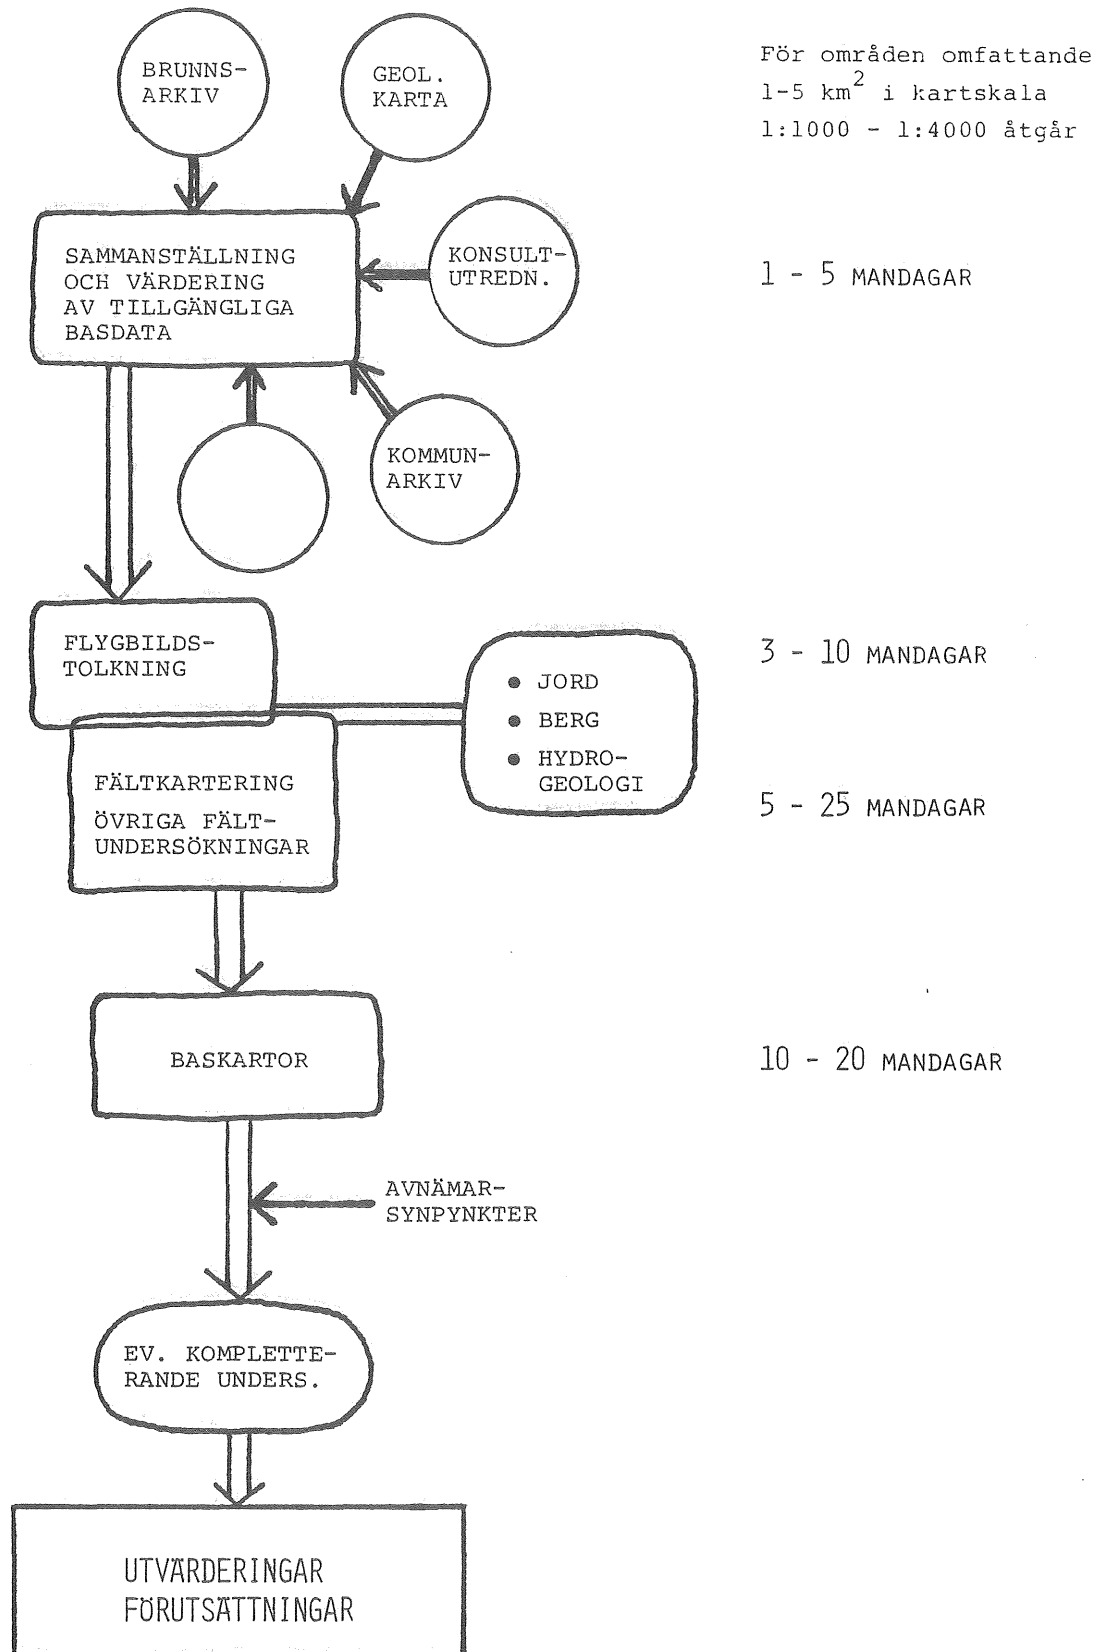 BRUNNS-
ARKIV
GEOL.
KARTA
För områden omfattande
1-5 km² i kartskala
1:1000 - 1:4000 åtgår
SAMMANSTÄLLNING
OCH VÄRDERING
AV TILLGÄNGLIGA
BASDATA
KONSULT-
UTREDN.
1 - 5 MANDAGAR
KOMMUN-
ARKIV
FLYGBILDS-
TOLKNING
3 - 10 MANDAGAR
• JORD
• BERG
• HYDRO-
GEOLOGI
FÄLTKARTERING
ÖVRIGA FÄLT-
UNDERSÖKNINGAR
5 - 25 MANDAGAR
BASKARTOR
10 - 20 MANDAGAR
AVNÄMAR-
SYNPYNKTER
EV. KOMPLETTE-
RANDE UNDERS.
UTVÄRDERINGAR
FÖRUTSÄTTNINGAR